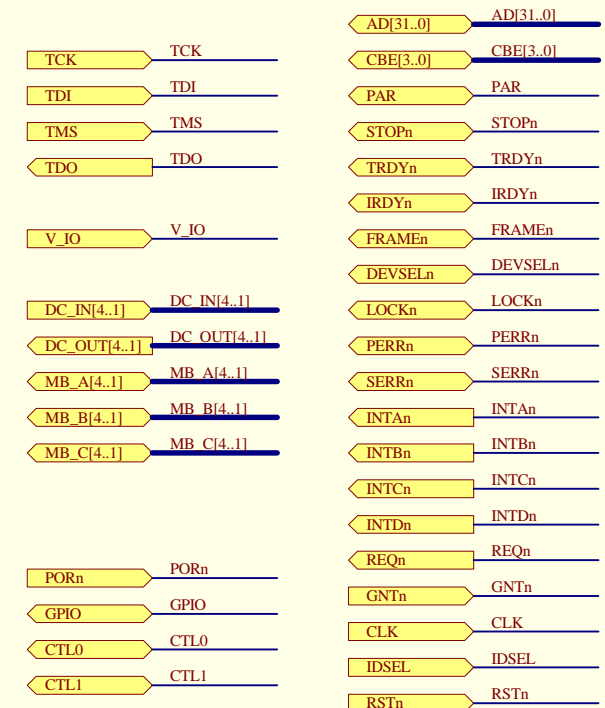 TCK TCK
TDI TDI
TMS TMS
TDO TDO
V_IO V_IO
DC_IN[4..1] DC_IN[4..1]
DC_OUT[4..1] DC_OUT[4..1]
MB_A[4..1] MB_A[4..1]
MB_B[4..1] MB_B[4..1]
MB_C[4..1] MB_C[4..1]
PORn PORn
GPIO GPIO
CTL0 CTL0
CTL1 CTL1
AD[31..0] AD[31..0]
CBE[3..0] CBE[3..0]
PAR PAR
STOPn STOPn
TRDYn TRDYn
IRDYn IRDYn
FRAMEn FRAMEn
DEVSELn DEVSELn
LOCKn LOCKn
PERRn PERRn
SERRn SERRn
INTAn INTAn
INTBn INTBn
INTCn INTCn
INTDn INTDn
REQn REQn
GNTn GNTn
CLK CLK
IDSEL IDSEL
RSTn RSTn